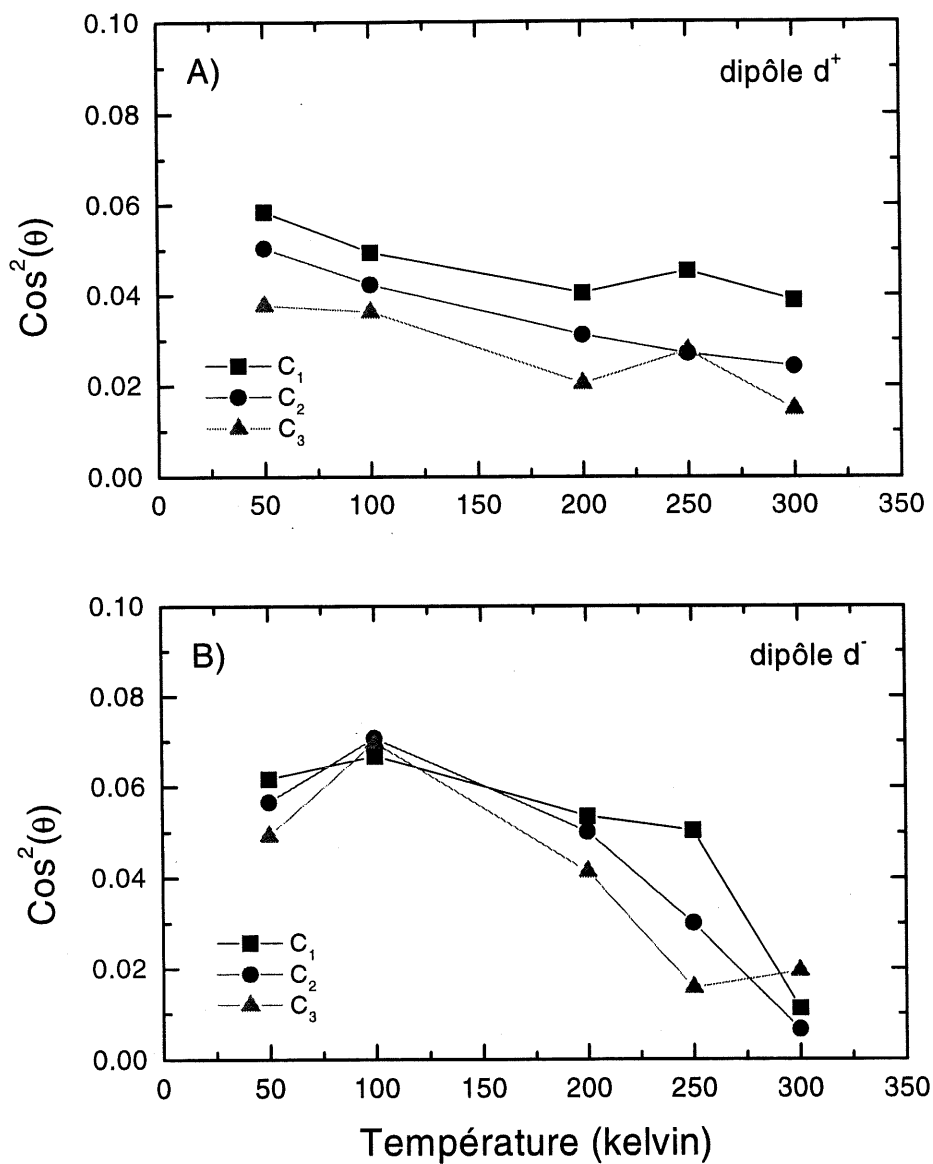 A)
dipôle d⁺
Cos²(θ)
0.10
0.08
0.06
0.04
0.02
0.00
C₁
C₂
C₃
0 50 100 150 200 250 300 350
B)
dipôle d⁻
Cos²(θ)
0.10
0.08
0.06
0.04
0.02
0.00
C₁
C₂
C₃
0 50 100 150 200 250 300 350
Température (kelvin)